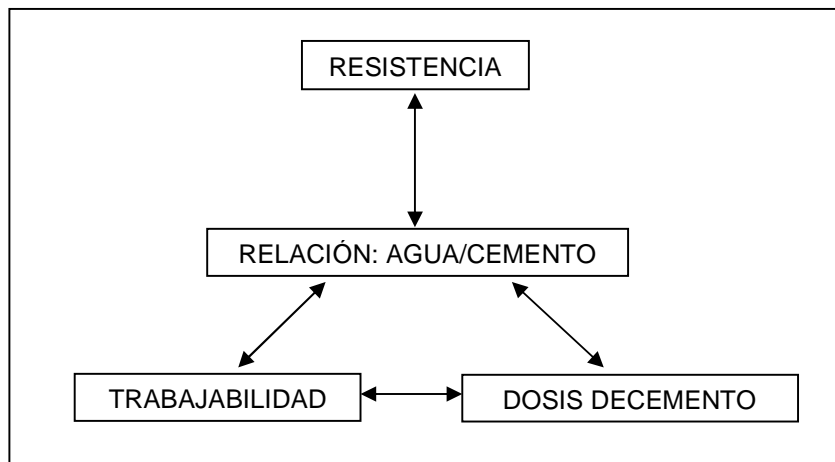 RESISTENCIA
RELACIÓN: AGUA/CEMENTO
TRABAJABILIDAD
DOSIS DECEMENTO